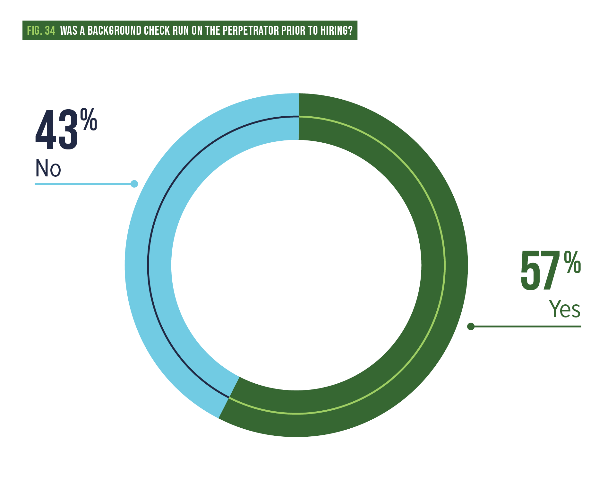 FIG. 34 WAS A BACKGROUND CHECK RUN ON THE PERPETRATOR PRIOR TO HIRING?
43%
No
57%
Yes